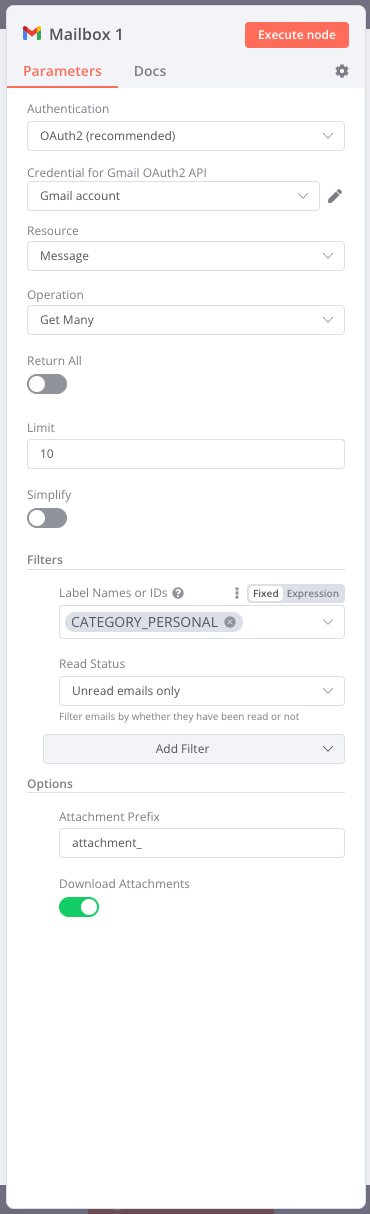 Mailbox 1
Execute node
Parameters
Docs
Authentication
OAuth2 (recommended)
Credential for Gmail OAuth2 API
Gmail account
Resource
Message
Operation
Get Many
Return All
Limit
10
Simplify
Filters
Label Names or IDs
Fixed
Expression
CATEGORY_PERSONAL
Read Status
Unread emails only
Filter emails by whether they have been read or not
Add Filter
Options
Attachment Prefix
attachment_
Download Attachments